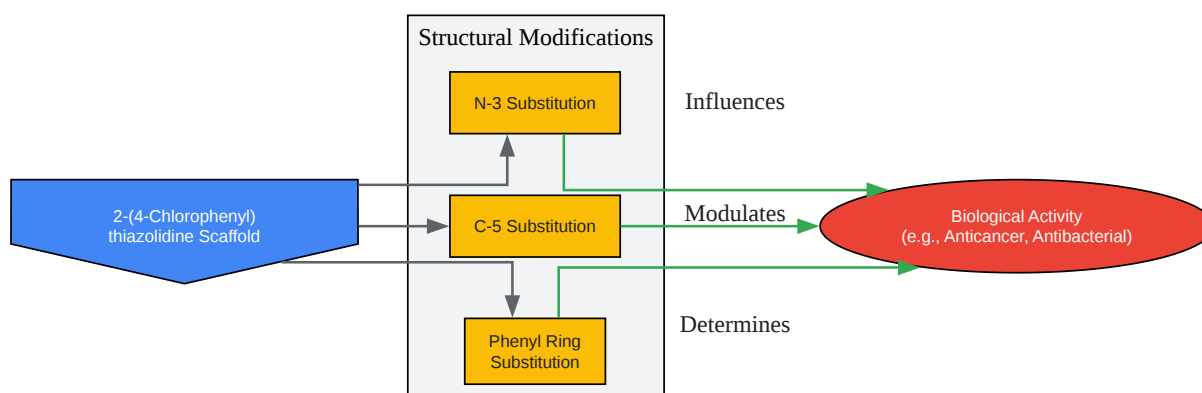 Structural Modifications
N-3 Substitution
Influences
2-(4-Chlorophenyl)
thiazolidine Scaffold
C-5 Substitution
Modulates
Biological Activity
(e.g., Anticancer, Antibacterial)
Phenyl Ring
Substitution
Determines